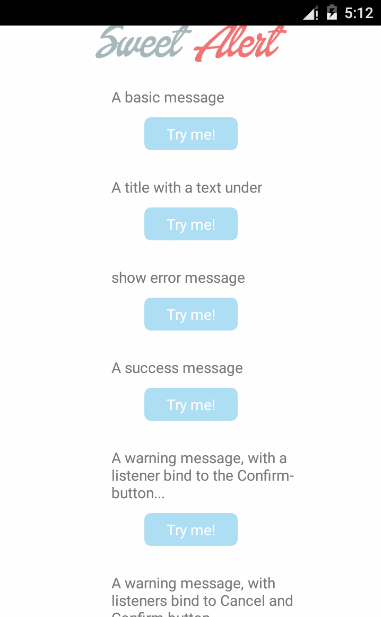 5:12
Sweet Alert
A basic message
Try me!
A title with a text under
Try me!
show error message
Try me!
A success message
Try me!
A warning message, with a
listener bind to the Confirm-
button...
Try me!
A warning message, with
listeners bind to Cancel and
Confirm-button